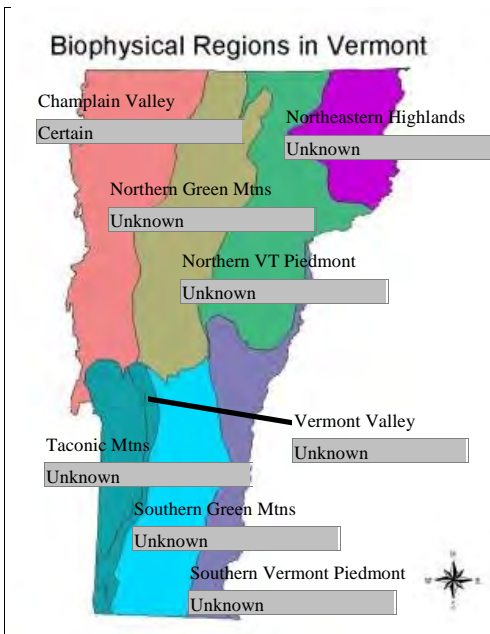 Biophysical Regions in Vermont
Champlain Valley
Certain
Northeastern Highlands
Unknown
Northern Green Mtns
Unknown
Northern VT Piedmont
Unknown
Vermont Valley
Unknown
Taconic Mtns
Unknown
Southern Green Mtns
Unknown
Southern Vermont Piedmont
Unknown